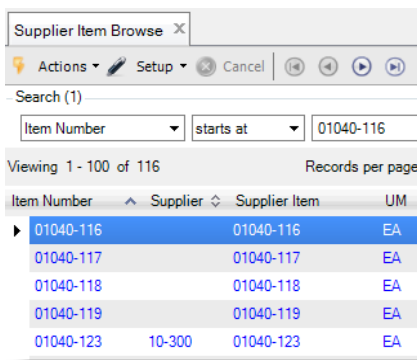 Supplier Item Browse X
Actions Setup Cancel
Search (1)
Item Number starts at 01040-116
Viewing 1 - 100 of 116 Records per page
Item Number Supplier Supplier Item UM
01040-116 01040-116 EA
01040-117 01040-117 EA
01040-118 01040-118 EA
01040-119 01040-119 EA
01040-123 10-300 01040-123 EA